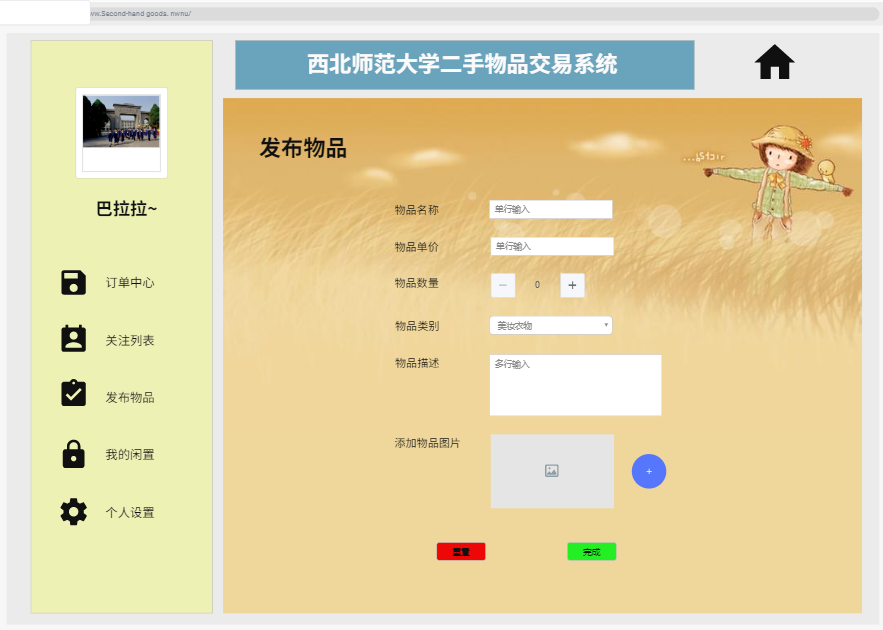 ww.Second-hand goods. nwnu/
西北师范大学二手物品交易系统
巴拉拉~
订单中心
关注列表
发布物品
我的闲置
个人设置
发布物品
物品名称 单行输入
物品单价 单行输入
物品数量 − 0 +
物品类别 美妆衣物
物品描述 多行输入
添加物品图片 +
重置 完成